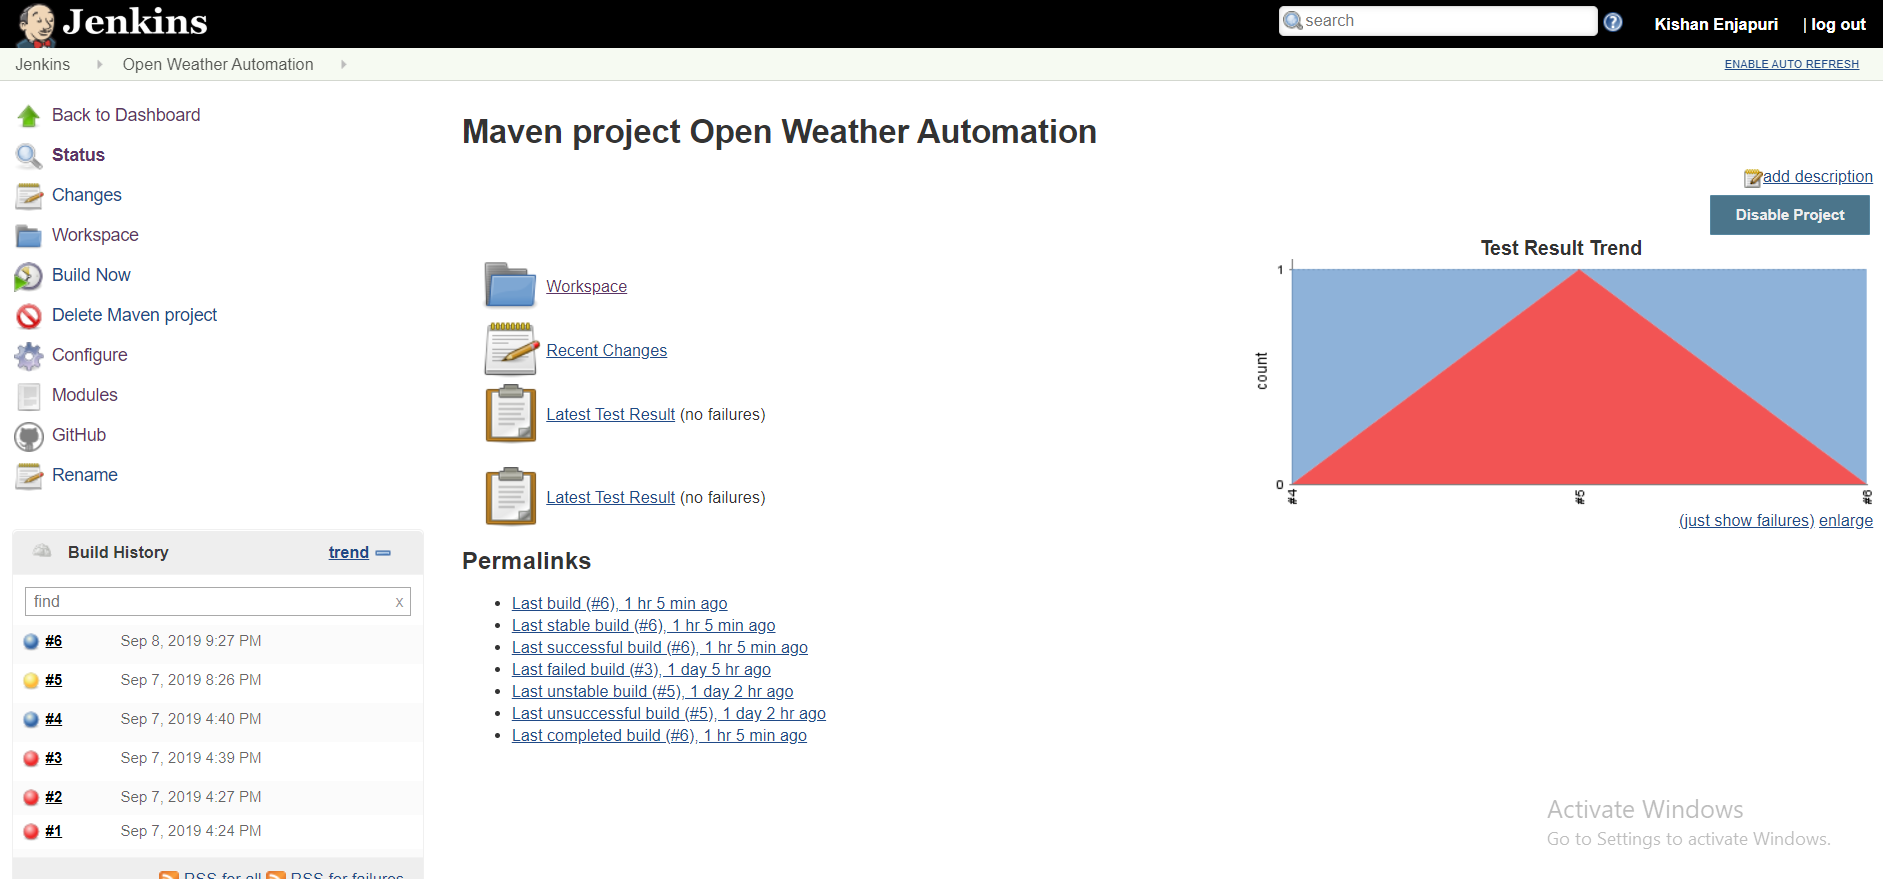 Jenkins
search
Kishan Enjapuri | log out
Jenkins Open Weather Automation
ENABLE AUTO REFRESH
Back to Dashboard
Status
Changes
Workspace
Build Now
Delete Maven project
Configure
Modules
GitHub
Rename
Build History trend
find x
#6 Sep 8, 2019 9:27 PM
#5 Sep 7, 2019 8:26 PM
#4 Sep 7, 2019 4:40 PM
#3 Sep 7, 2019 4:39 PM
#2 Sep 7, 2019 4:27 PM
#1 Sep 7, 2019 4:24 PM
RSS for all RSS for failures
Maven project Open Weather Automation
add description
Disable Project
Workspace
Recent Changes
Latest Test Result (no failures)
Latest Test Result (no failures)
Test Result Trend
1
count
0
#4 #5 #6
(just show failures) enlarge
Permalinks
Last build (#6), 1 hr 5 min ago
Last stable build (#6), 1 hr 5 min ago
Last successful build (#6), 1 hr 5 min ago
Last failed build (#3), 1 day 5 hr ago
Last unstable build (#5), 1 day 2 hr ago
Last unsuccessful build (#5), 1 day 2 hr ago
Last completed build (#6), 1 hr 5 min ago
Activate Windows
Go to Settings to activate Windows.